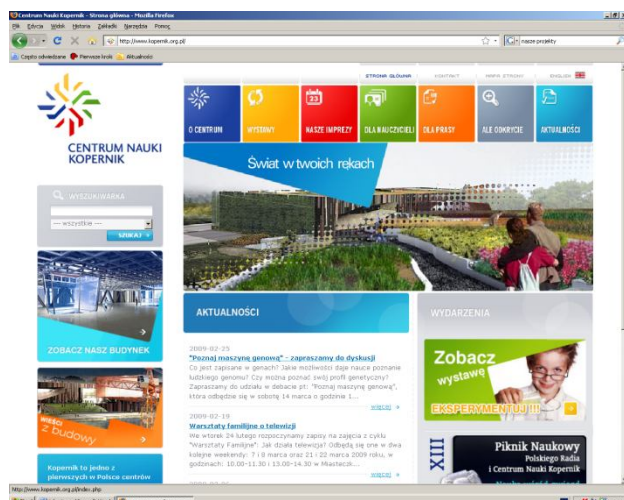 Centrum Nauki Kopernik - Strona główna - Mozilla Firefox
Plik Edycja Widok Historia Zakładki Narzędzia Pomoc
http://www.kopernik.org.pl/
nasze projekty
Często odwiedzane Pierwsze kroki Aktualności
STRONA GŁÓWNA KONTAKT MAPA STRONY ENGLISH
O CENTRUM WYSTAWY NASZE IMPREZY DLA NAUCZYCIELI DLA PRASY ALE ODKRYCIE AKTUALNOŚCI
23
CENTRUM NAUKI
KOPERNIK
Świat w twoich rękach
WYSZUKIWARKA
--- wszystkie ---
SZUKAJ
ZOBACZ NASZ BUDYNEK
WIEŚCI
z budowy
Kopernik to jedno z
pierwszych w Polsce centrów
AKTUALNOŚCI
2009-02-25
"Poznaj maszynę genową" - zapraszamy do dyskusji
Co jest zapisane w genach? Jakie możliwości daje nauce poznanie
ludzkiego genomu? Czy można poznać swój profil genetyczny?
Zapraszamy do udziału w debacie pt: "Poznaj maszynę genową",
która odbędzie się w sobotę 14 marca o godzinie 1...
więcej
2009-02-19
Warsztaty familijne o telewizji
We wtorek 24 lutego rozpoczynamy zapisy na zajęcia z cyklu
"Warsztaty Familijne": Jak działa telewizja? Odbędą się one w dwa
kolejne weekendy: 7 i 8 marca oraz 21 i 22 marca 2009 roku, w
godzinach: 10.00-11.30 i 13.00-14.30 w Miasteczk...
więcej
WYDARZENIA
Zobacz
wystawę
EKSPERYMENTUJ!!!
XIII
Piknik Naukowy
Polskiego Radia
i Centrum Nauki Kopernik
http://www.kopernik.org.pl/index.php